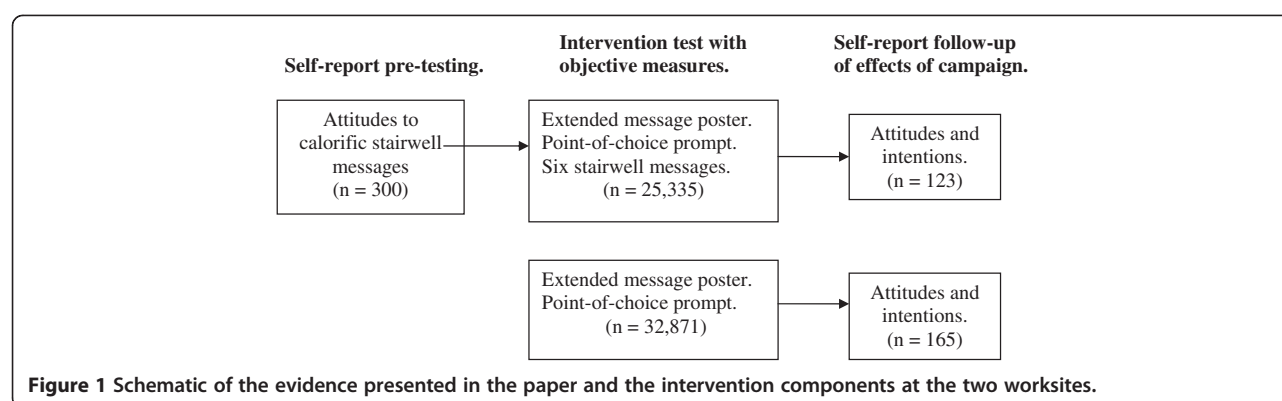 Self-report pre-testing.
Intervention test with
objective measures.
Self-report follow-up
of effects of campaign.
Attitudes to
calorific stairwell
messages
(n = 300)
Extended message poster.
Point-of-choice prompt.
Six stairwell messages.
(n = 25,335)
Attitudes and
intentions.
(n = 123)
Extended message poster.
Point-of-choice prompt.
(n = 32,871)
Attitudes and
intentions.
(n = 165)
Figure 1 Schematic of the evidence presented in the paper and the intervention components at the two worksites.